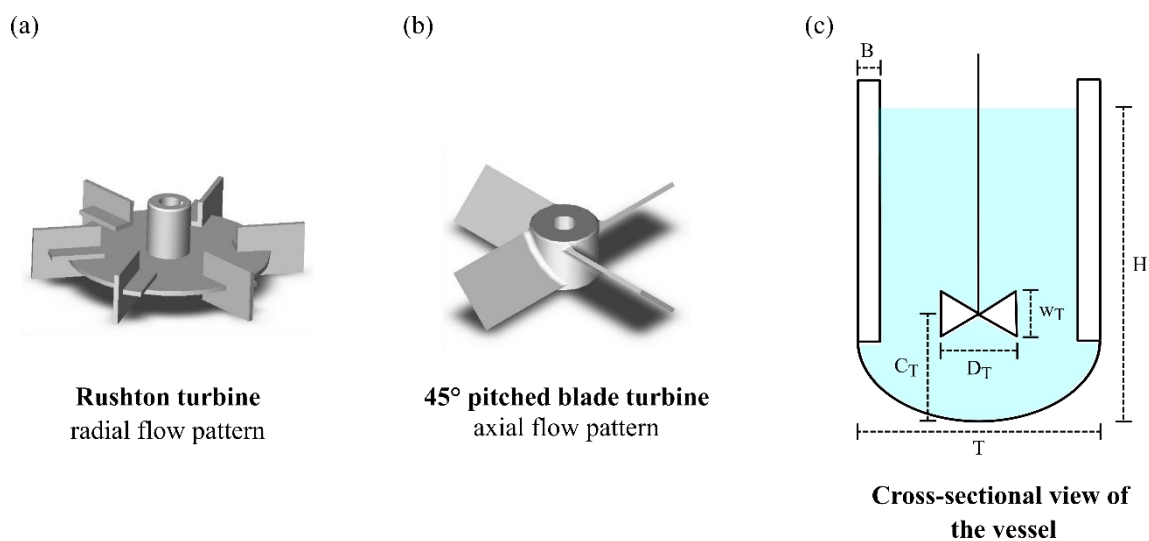 (a)
(b)
(c)
B
H
w_T
C_T
D_T
T
Rushton turbine
radial flow pattern
45° pitched blade turbine
axial flow pattern
Cross-sectional view of
the vessel